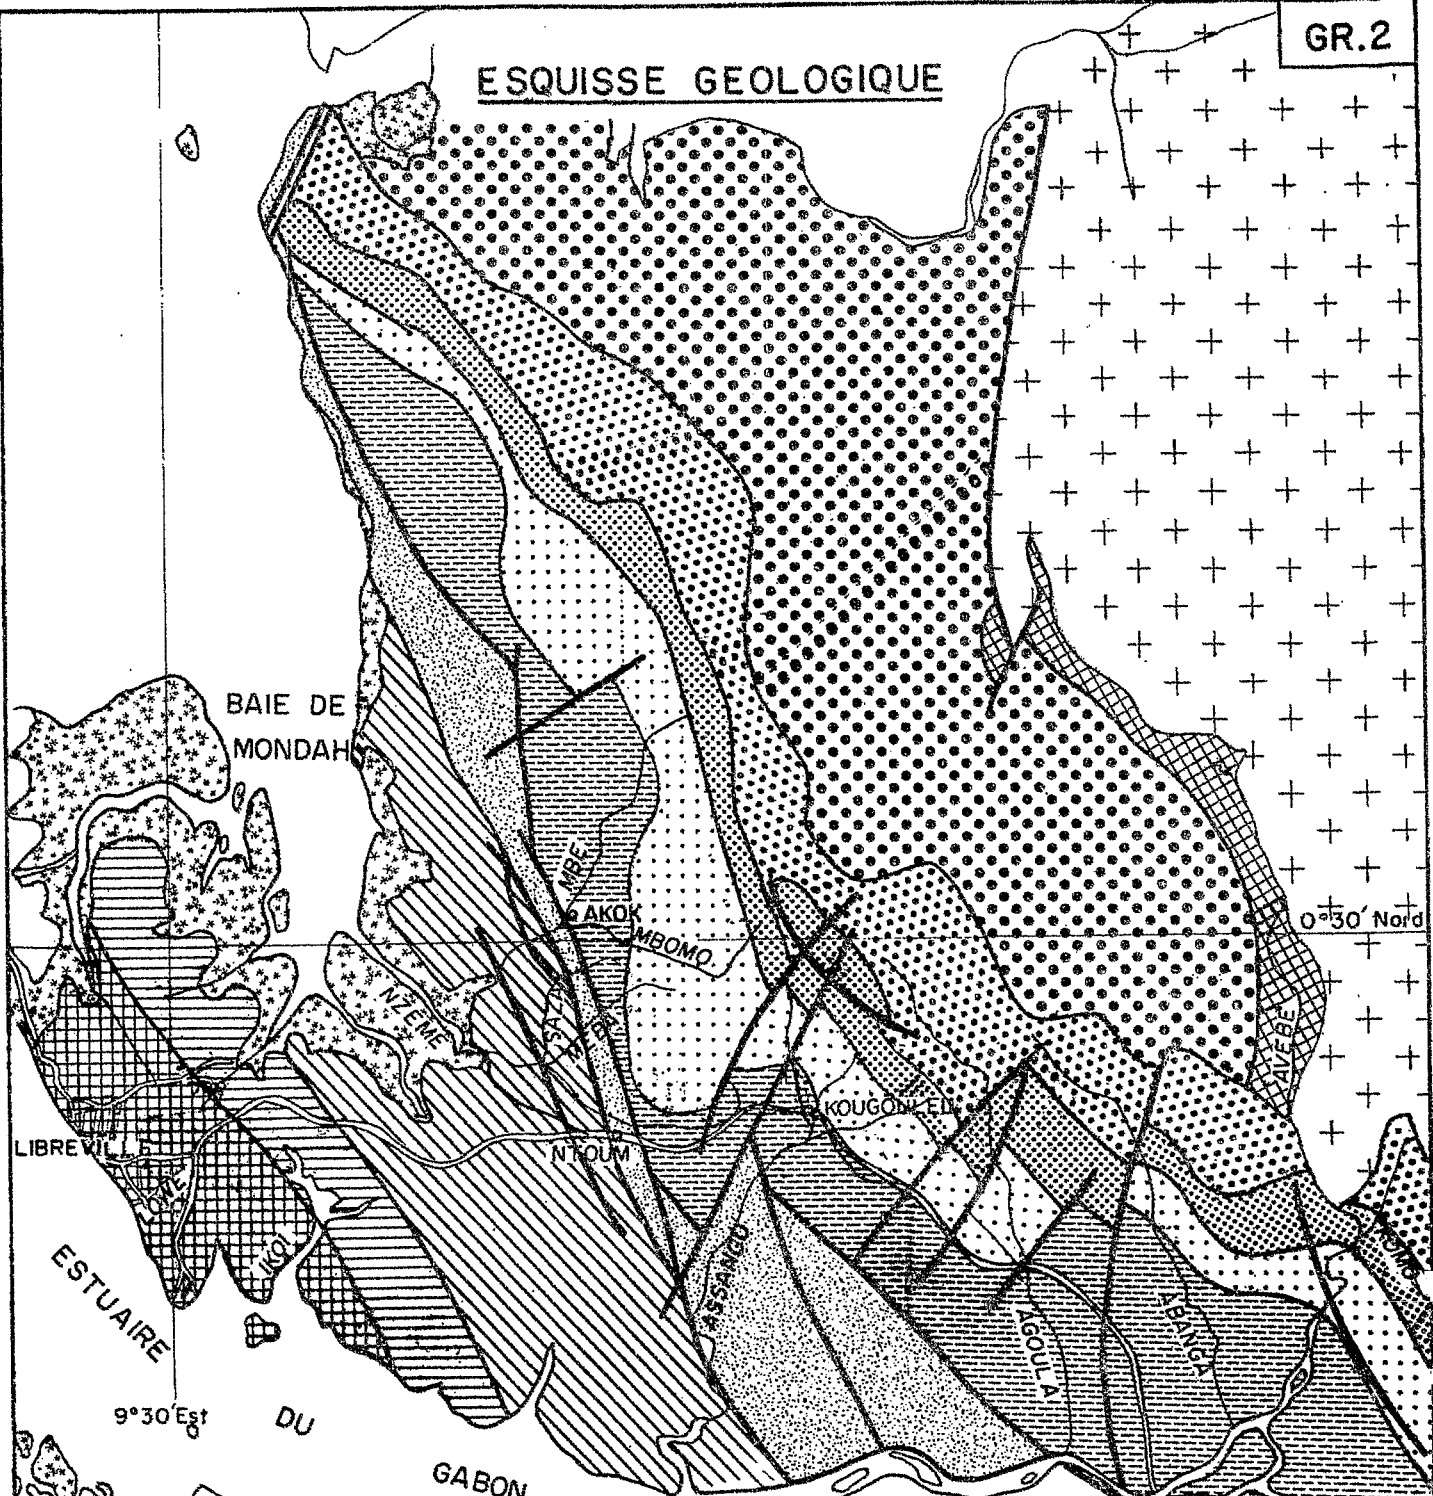 GR.2
ESQUISSE GEOLOGIQUE
BAIE DE
MONDAH
MBE
AKOK
MBOMO
0°30' Nord
NZEME
AVEBE
KOUGOULEU
LIBREVILLE
NTOUM
IKOI
ASSANGO
ESTUAIRE
AGOULA
ABANGA
9°30'Est
DU
GABON